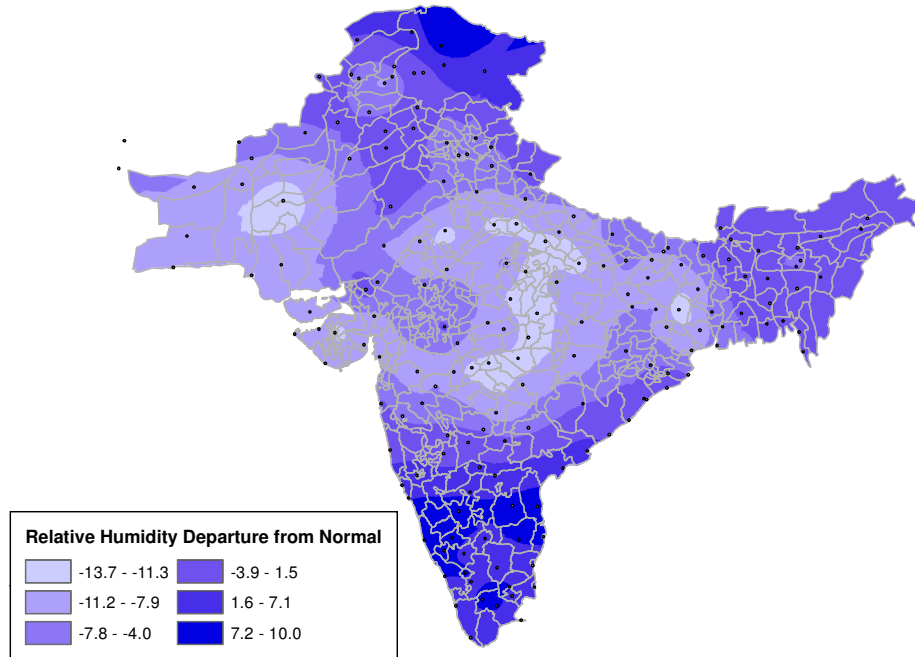 Relative Humidity Departure from Normal
-13.7 - -11.3
-11.2 - -7.9
-7.8 - -4.0
-3.9 - 1.5
1.6 - 7.1
7.2 - 10.0